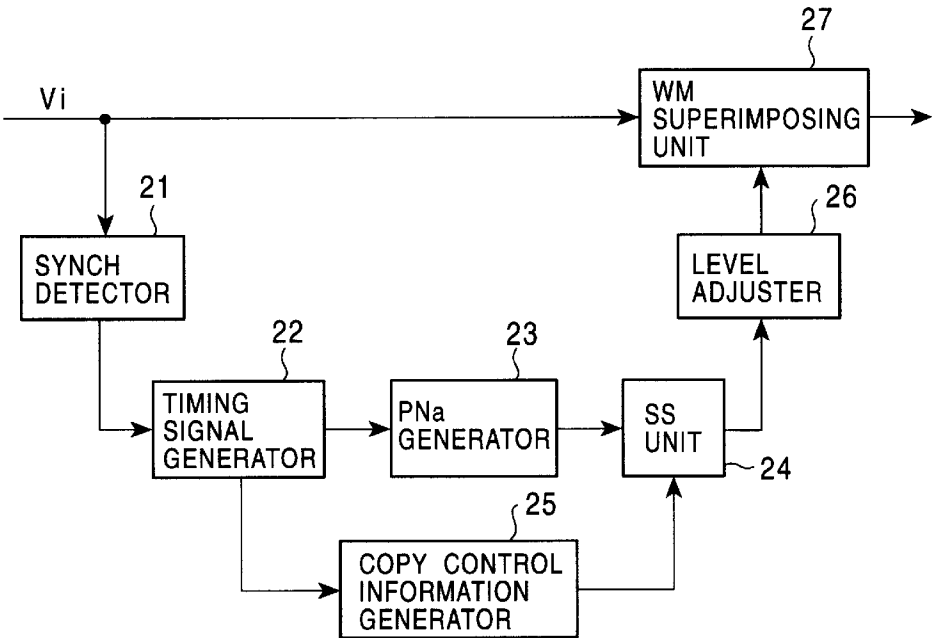 27
Vi
WM
SUPERIMPOSING
UNIT
21
26
SYNCH
DETECTOR
LEVEL
ADJUSTER
22
23
TIMING
SIGNAL
GENERATOR
PNa
GENERATOR
SS
UNIT
24
25
COPY CONTROL
INFORMATION
GENERATOR